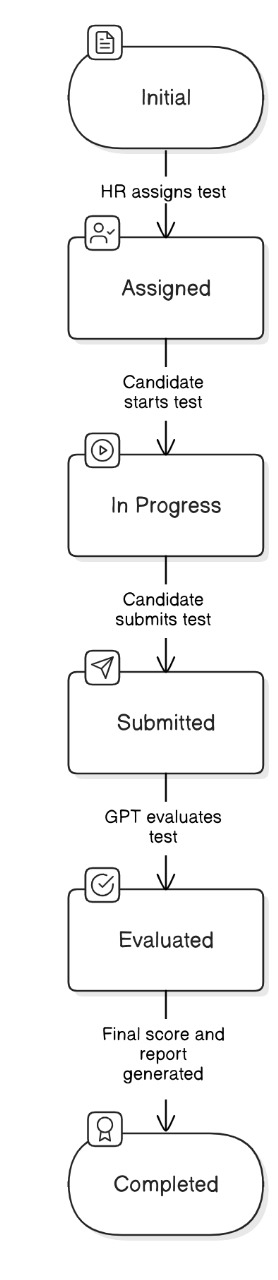 Initial
HR assigns test
Assigned
Candidate
starts test
In Progress
Candidate
submits test
Submitted
GPT evaluates
test
Evaluated
Final score and
report
generated
Completed